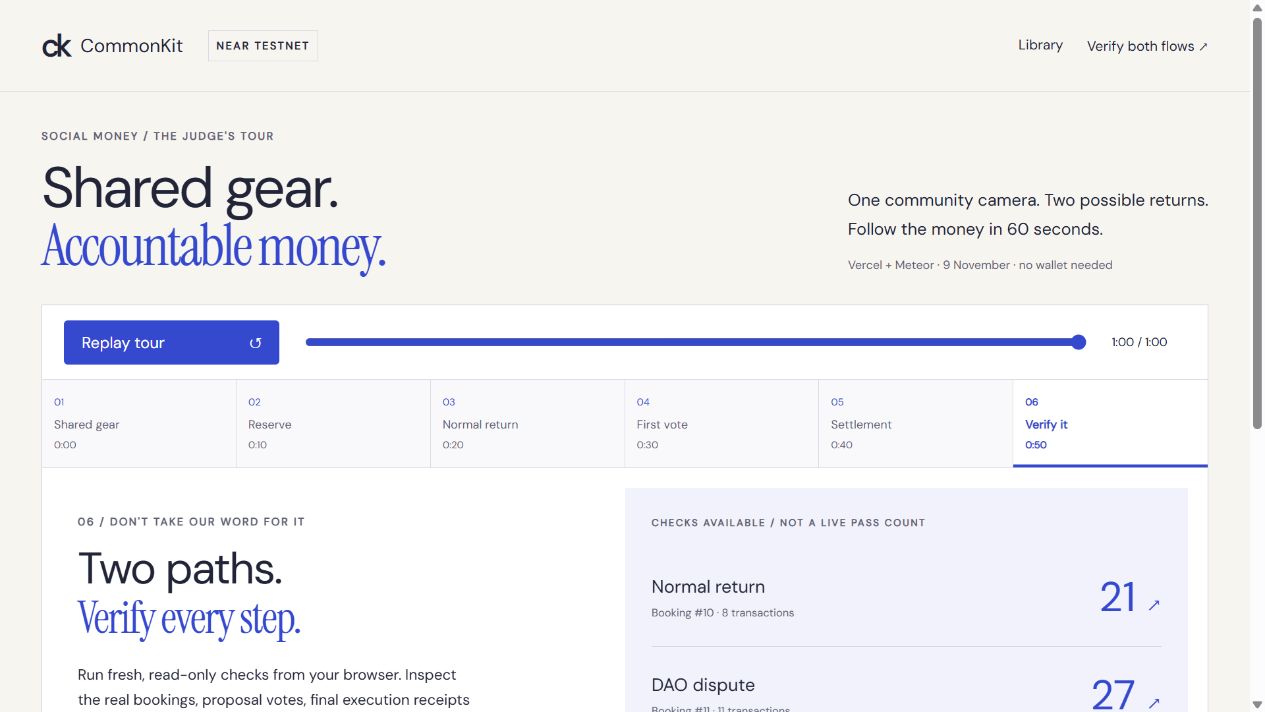 ck CommonKit
NEAR TESTNET
Library
Verify both flows ↗
SOCIAL MONEY / THE JUDGE'S TOUR
Shared gear.
Accountable money.
One community camera. Two possible returns.
Follow the money in 60 seconds.
Vercel + Meteor · 9 November · no wallet needed
Replay tour ↺
1:00 / 1:00
01
Shared gear
0:00
02
Reserve
0:10
03
Normal return
0:20
04
First vote
0:30
05
Settlement
0:40
06
Verify it
0:50
06 / DON'T TAKE OUR WORD FOR IT
Two paths.
Verify every step.
Run fresh, read-only checks from your browser. Inspect
the real bookings, proposal votes, final execution receipts
CHECKS AVAILABLE / NOT A LIVE PASS COUNT
Normal return
Booking #10 · 8 transactions
21 ↗
DAO dispute
Booking #11 · 11 transactions
27 ↗